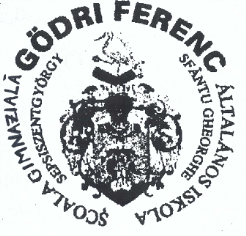 GÖDRI FERENC
ŞCOALA GIMNAZIALĂ
SEPSISZENTGYÖRGY
SFÂNTU GHEORGHE
ÁLTALÁNOS ISKOLA